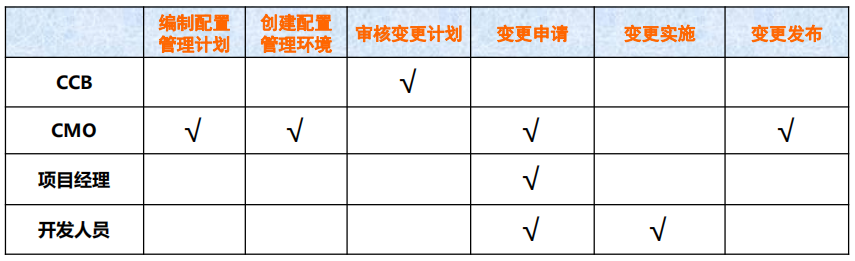 编制配置 创建配置
管理计划 管理环境 审核变更计划 变更申请 变更实施 变更发布
CCB √
CMO √ √ √ √
项目经理 √
开发人员 √ √